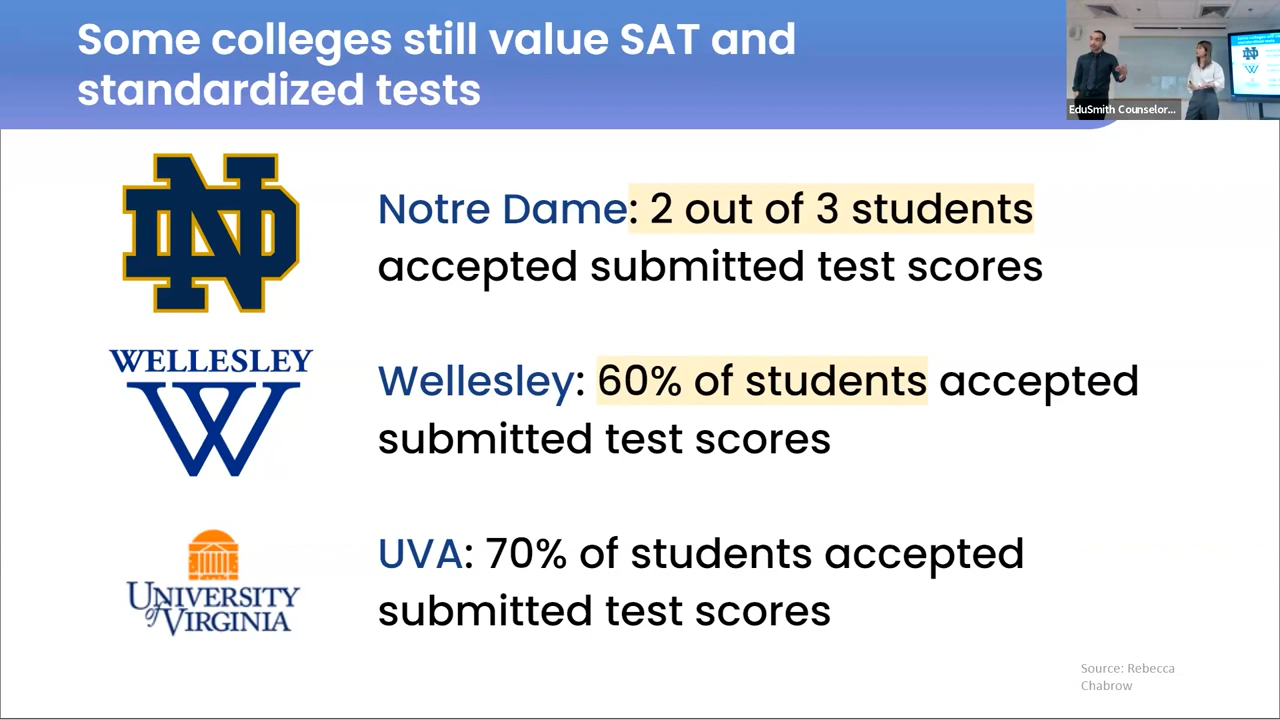 Some colleges still value SAT and
standardized tests
EduSmith Counselor...
Notre Dame: 2 out of 3 students
accepted submitted test scores
WELLESLEY
W
Wellesley: 60% of students accepted
submitted test scores
UNIVERSITY
of VIRGINIA
UVA: 70% of students accepted
submitted test scores
Source: Rebecca
Chabrow